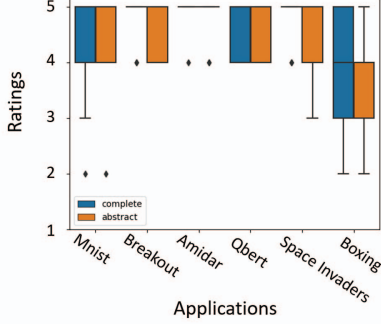 5
4
3
2
1
Ratings
complete
abstract
Mnist
Breakout
Amidar
Qbert
Space Invaders
Boxing
Applications